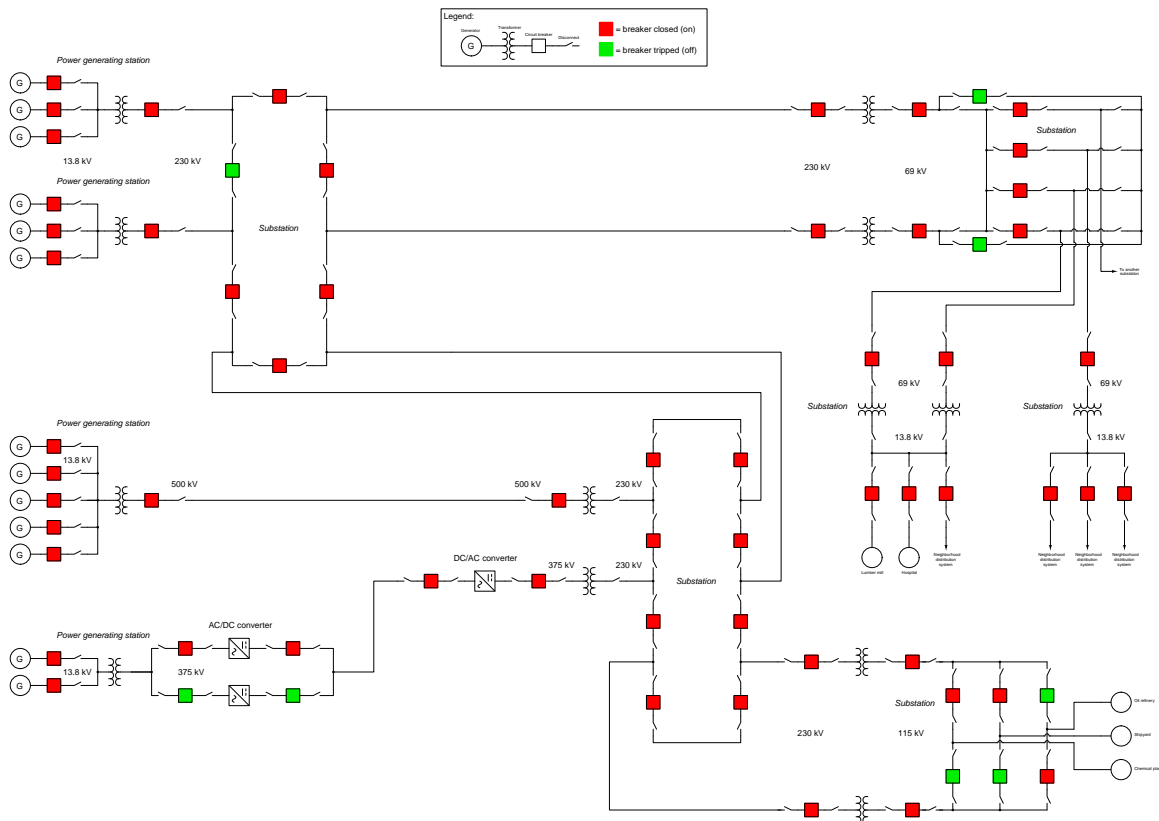 Legend:
Generator
Transformer
Circuit breaker
Disconnect
G
= breaker closed (on)
= breaker tripped (off)
Power generating station
G
G
G
13.8 kV
230 kV
Power generating station
G
G
G
Substation
230 kV
69 kV
Substation
To another
substation
69 kV
Substation
13.8 kV
Lumber mill
Hospital
Neighborhood
distribution
system
69 kV
Substation
13.8 kV
Neighborhood
distribution
system
Neighborhood
distribution
system
Neighborhood
distribution
system
Power generating station
G
G
G
G
G
13.8 kV
500 kV
500 kV
230 kV
DC/AC converter
375 kV
230 kV
Substation
Power generating station
G
G
13.8 kV
AC/DC converter
375 kV
230 kV
115 kV
Substation
Oil refinery
Shipyard
Chemical pla